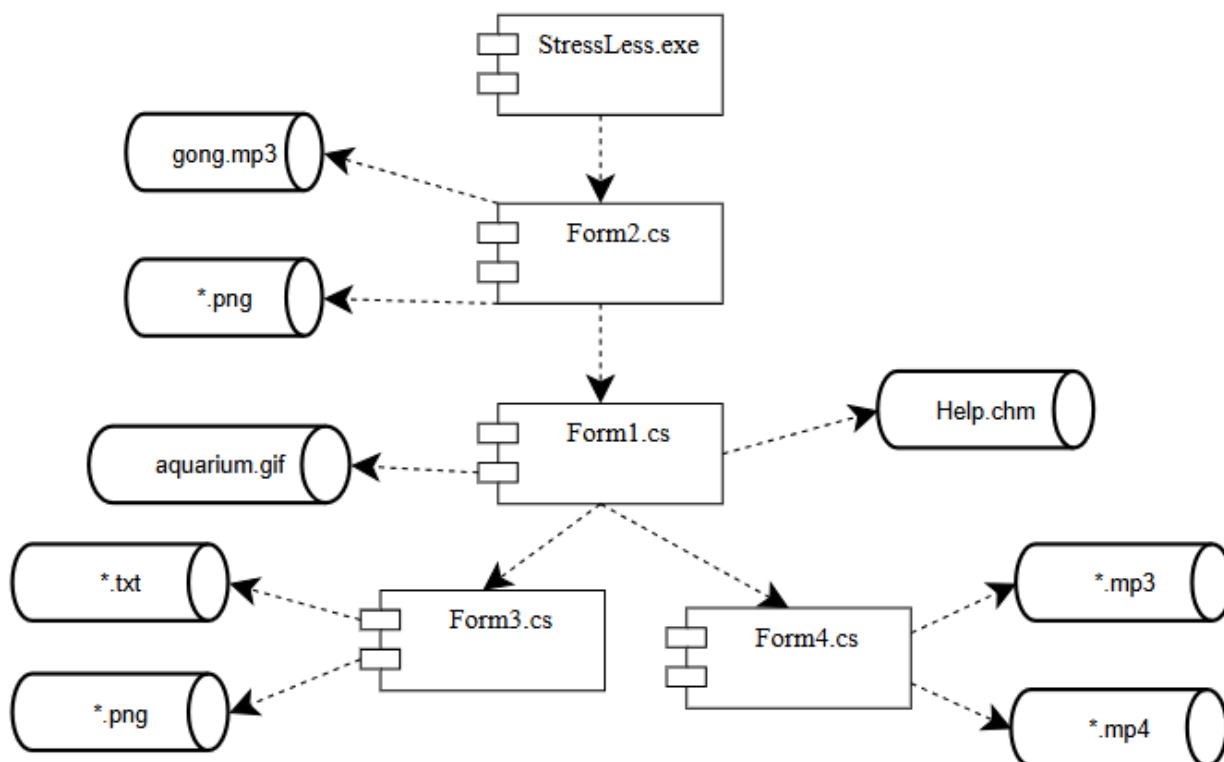 StressLess.exe
gong.mp3
Form2.cs
*.png
Form1.cs
Help.chm
aquarium.gif
*.txt
Form3.cs
Form4.cs
*.mp3
*.png
*.mp4